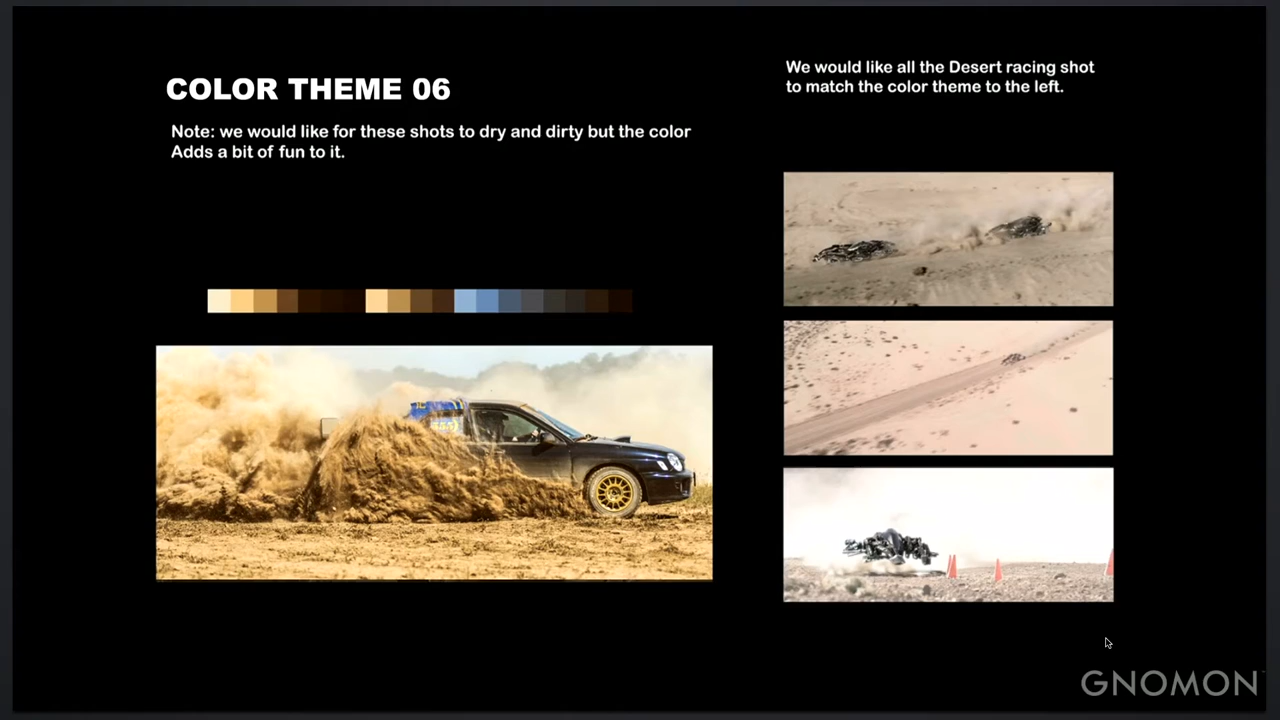 COLOR THEME 06
Note: we would like for these shots to dry and dirty but the color
Adds a bit of fun to it.
We would like all the Desert racing shot
to match the color theme to the left.
GNOMON